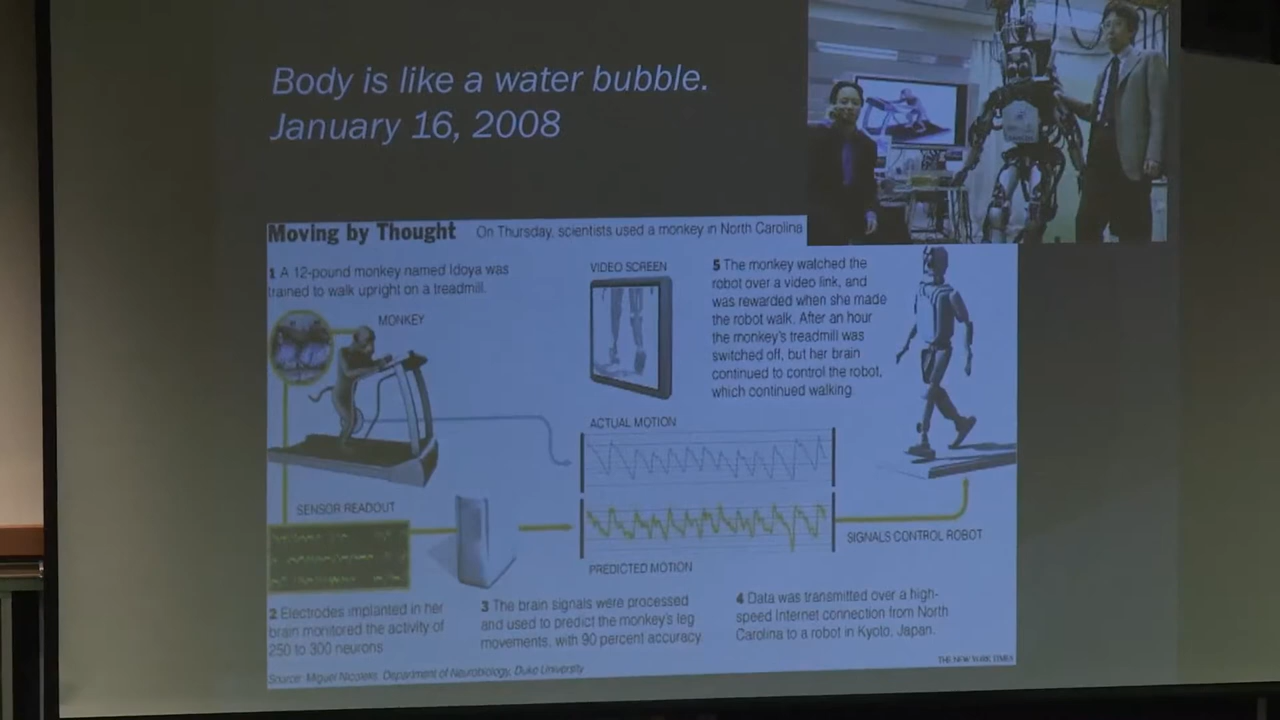 Body is like a water bubble.
January 16, 2008
Moving by Thought
On Thursday, scientists used a monkey in North Carolina
1 A 12-pound monkey named Idoya was
trained to walk upright on a treadmill.
MONKEY
VIDEO SCREEN
5 The monkey watched the
robot over a video link, and
was rewarded when she made
the robot walk. After an hour
the monkey's treadmill was
switched off, but her brain
continued to control the robot,
which continued walking.
ACTUAL MOTION
SENSOR READOUT
PREDICTED MOTION
SIGNALS CONTROL ROBOT
2 Electrodes implanted in her
brain monitored the activity of
250 to 300 neurons
3 The brain signals were processed
and used to predict the monkey's leg
movements, with 90 percent accuracy.
4 Data was transmitted over a high-
speed Internet connection from North
Carolina to a robot in Kyoto, Japan.
Source: Miguel Nicolelis, Department of Neurobiology, Duke University
THE NEW YORK TIMES